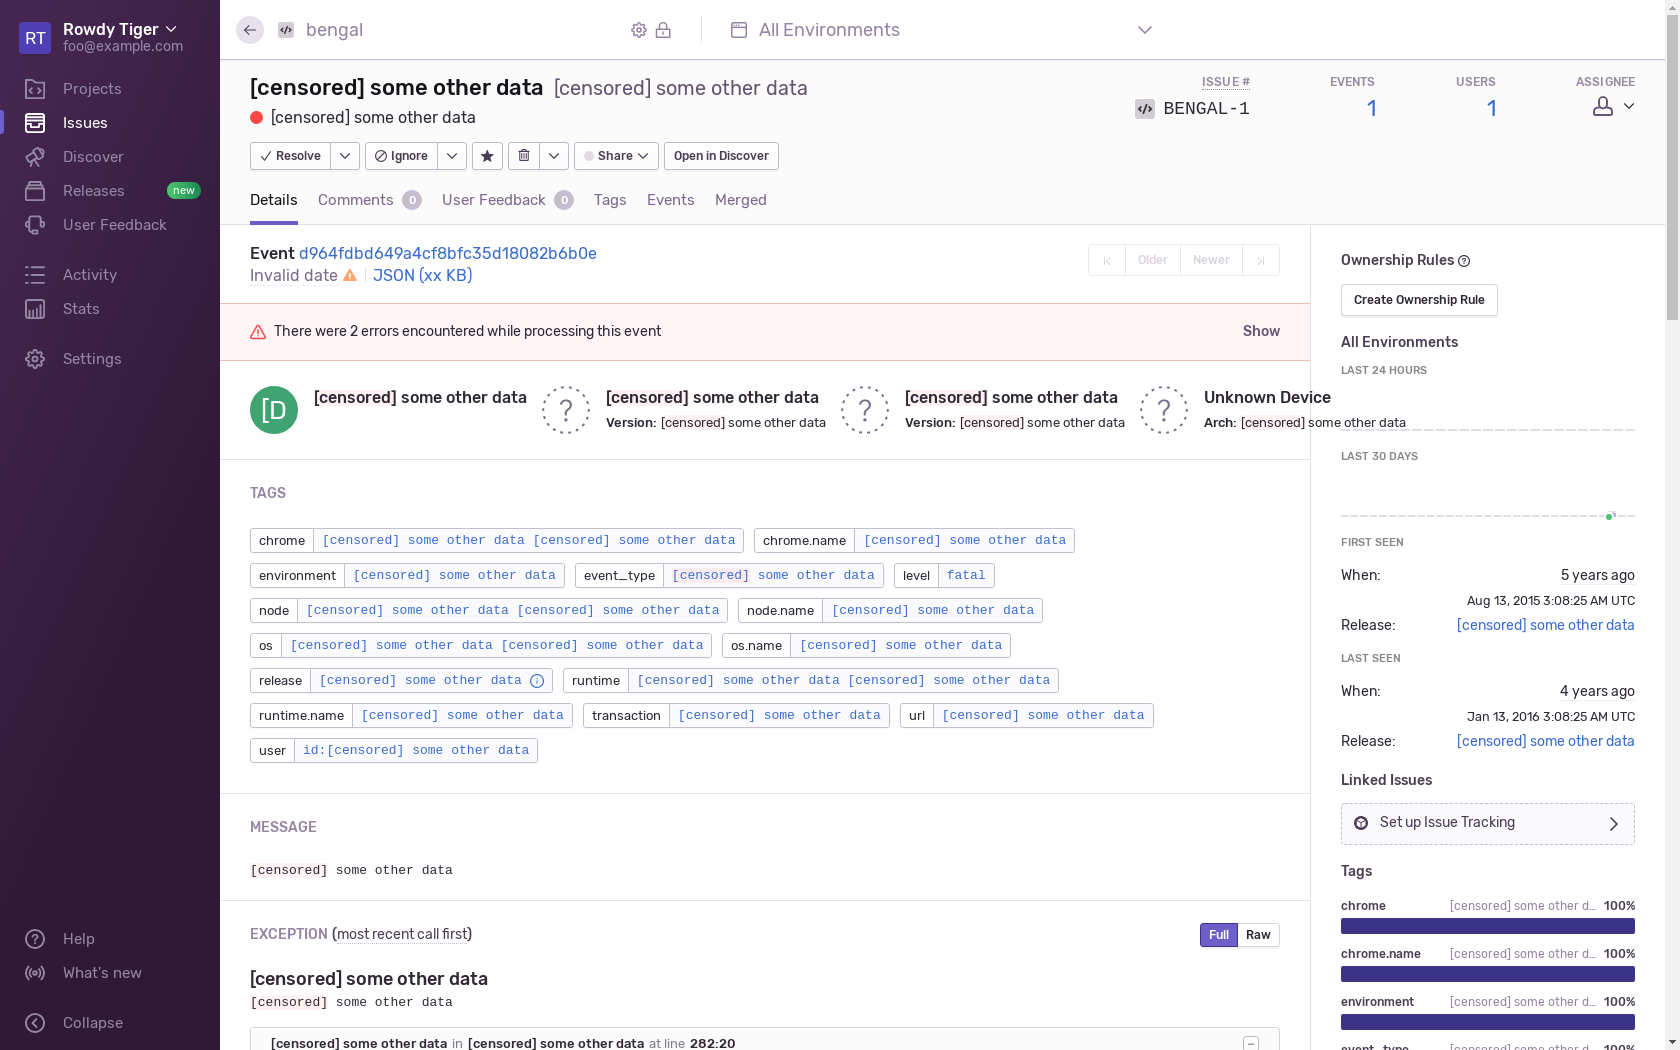 RT
Rowdy Tiger
foo@example.com
Projects
Issues
Discover
Releases new
User Feedback
Activity
Stats
Settings
Help
What's new
Collapse
bengal
All Environments
[censored] some other data [censored] some other data
[censored] some other data
ISSUE # EVENTS USERS ASSIGNEE
BENGAL-1 1 1
Resolve Ignore Share Open in Discover
Details Comments 0 User Feedback 0 Tags Events Merged
Event d964fdbd649a4cf8bfc35d18082b6b0e
Invalid date JSON (xx KB)
Older Newer
There were 2 errors encountered while processing this event Show
[D [censored] some other data
? [censored] some other data
Version: [censored] some other data
? [censored] some other data
Version: [censored] some other data
? Unknown Device
Arch: [censored] some other data
TAGS
chrome [censored] some other data [censored] some other data chrome.name [censored] some other data
environment [censored] some other data event_type [censored] some other data level fatal
node [censored] some other data [censored] some other data node.name [censored] some other data
os [censored] some other data [censored] some other data os.name [censored] some other data
release [censored] some other data runtime [censored] some other data [censored] some other data
runtime.name [censored] some other data transaction [censored] some other data url [censored] some other data
user id:[censored] some other data
MESSAGE
[censored] some other data
EXCEPTION (most recent call first) Full Raw
[censored] some other data
[censored] some other data
[censored] some other data in [censored] some other data at line 282:20
Ownership Rules
Create Ownership Rule
All Environments
LAST 24 HOURS
LAST 30 DAYS
FIRST SEEN
When: 5 years ago
Aug 13, 2015 3:08:25 AM UTC
Release: [censored] some other data
LAST SEEN
When: 4 years ago
Jan 13, 2016 3:08:25 AM UTC
Release: [censored] some other data
Linked Issues
Set up Issue Tracking
Tags
chrome [censored] some other d... 100%
chrome.name [censored] some other d... 100%
environment [censored] some other d... 100%
event_type [censored] some other d... 100%